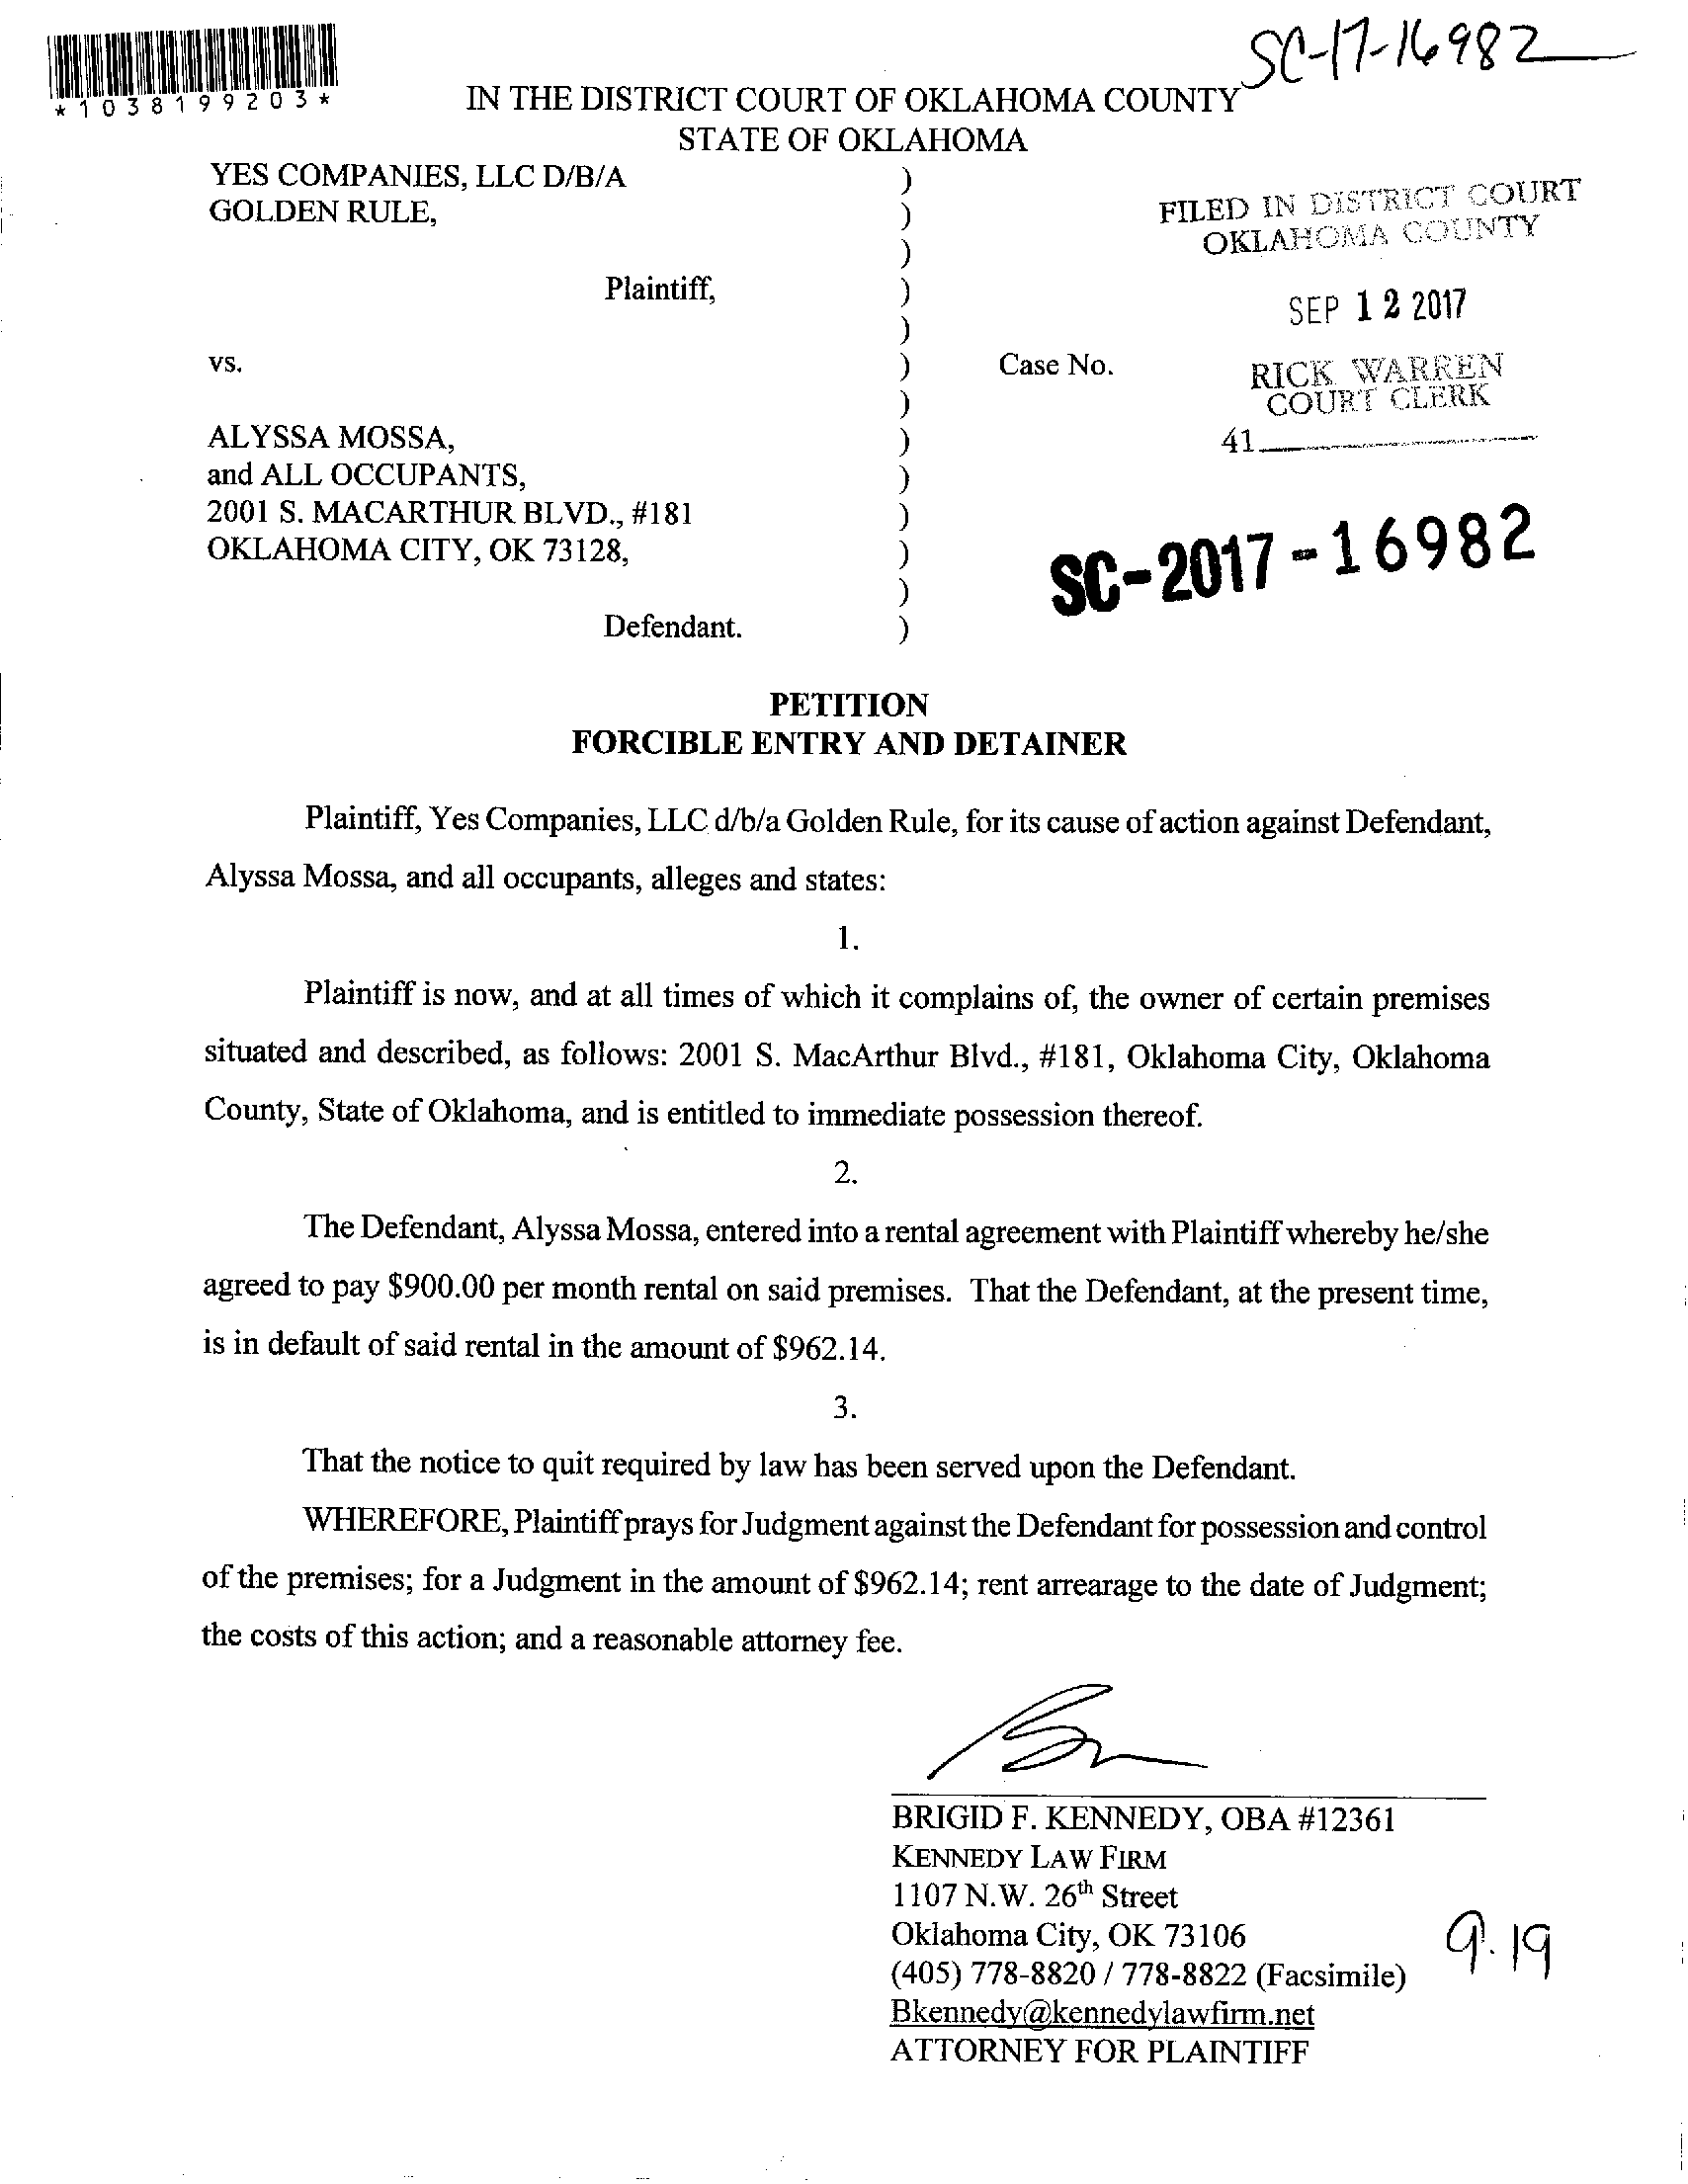 SC-17-16982
*1038199203*
IN THE DISTRICT COURT OF OKLAHOMA COUNTY
STATE OF OKLAHOMA
YES COMPANIES, LLC D/B/A )
GOLDEN RULE, )
)
Plaintiff, )
)
vs. ) Case No.
)
ALYSSA MOSSA, )
and ALL OCCUPANTS, )
2001 S. MACARTHUR BLVD., #181 )
OKLAHOMA CITY, OK 73128, )
)
Defendant. )
FILED IN DISTRICT COURT
OKLAHOMA COUNTY
SEP 12 2017
RICK WARREN
COURT CLERK
41
SC-2017-16982
PETITION
FORCIBLE ENTRY AND DETAINER
Plaintiff, Yes Companies, LLC d/b/a Golden Rule, for its cause of action against Defendant,
Alyssa Mossa, and all occupants, alleges and states:
1.
Plaintiff is now, and at all times of which it complains of, the owner of certain premises
situated and described, as follows: 2001 S. MacArthur Blvd., #181, Oklahoma City, Oklahoma
County, State of Oklahoma, and is entitled to immediate possession thereof.
2.
The Defendant, Alyssa Mossa, entered into a rental agreement with Plaintiff whereby he/she
agreed to pay $900.00 per month rental on said premises. That the Defendant, at the present time,
is in default of said rental in the amount of $962.14.
3.
That the notice to quit required by law has been served upon the Defendant.
WHEREFORE, Plaintiff prays for Judgment against the Defendant for possession and control
of the premises; for a Judgment in the amount of $962.14; rent arrearage to the date of Judgment;
the costs of this action; and a reasonable attorney fee.
BRIGID F. KENNEDY, OBA #12361
KENNEDY LAW FIRM
1107 N.W. 26th Street
Oklahoma City, OK 73106
(405) 778-8820 / 778-8822 (Facsimile)
Bkennedy@kennedylawfirm.net
ATTORNEY FOR PLAINTIFF
9.19